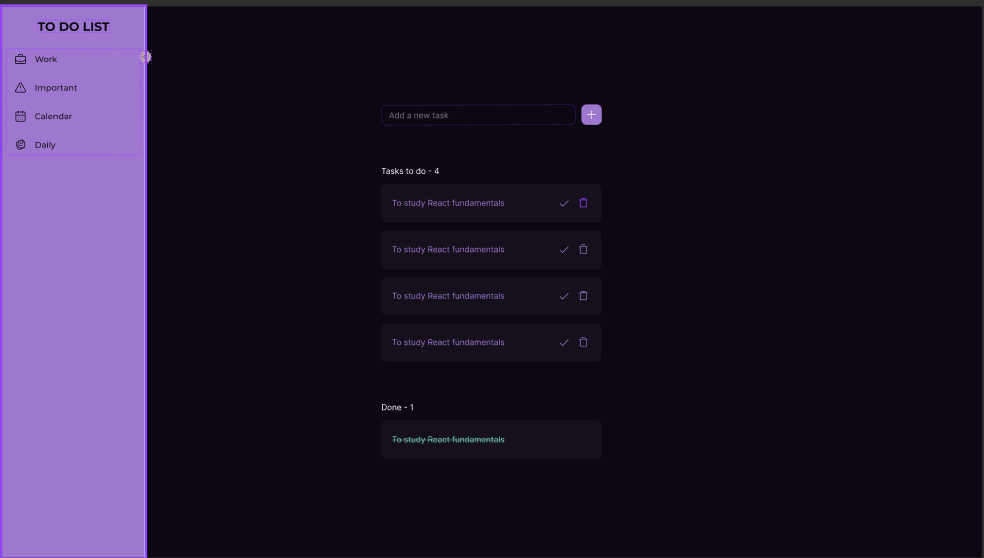 TO DO LIST
Work
Important
Calendar
Daily
Add a new task
Tasks to do - 4
To study React fundamentals
To study React fundamentals
To study React fundamentals
To study React fundamentals
Done - 1
To study React fundamentals